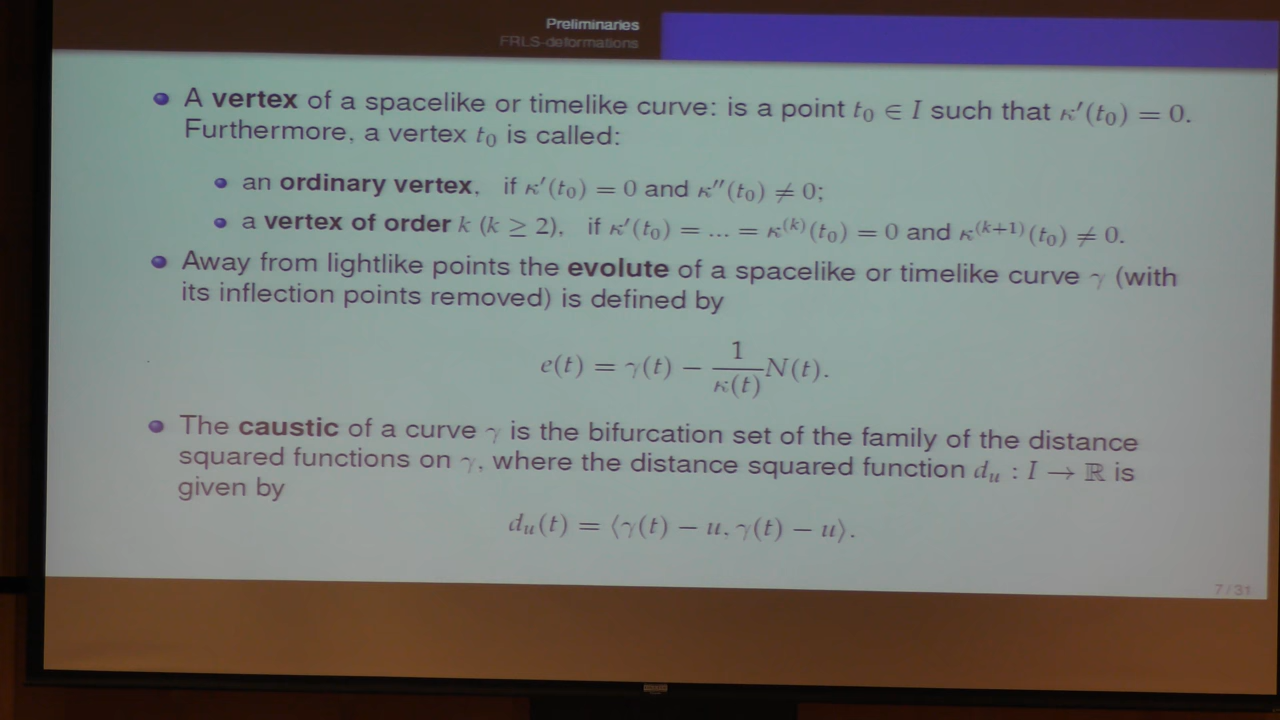 Preliminaries
FRLS-deformations
A vertex of a spacelike or timelike curve: is a point t₀ ∈ I such that κ′(t₀) = 0.
Furthermore, a vertex t₀ is called:
an ordinary vertex, if κ′(t₀) = 0 and κ″(t₀) ≠ 0;
a vertex of order k (k ≥ 2), if κ′(t₀) = ... = κ⁽ᵏ⁾(t₀) = 0 and κ⁽ᵏ⁺¹⁾(t₀) ≠ 0.
Away from lightlike points the evolute of a spacelike or timelike curve γ (with
its inflection points removed) is defined by
e(t) = γ(t) − 1/κ(t) N(t).
The caustic of a curve γ is the bifurcation set of the family of the distance
squared functions on γ, where the distance squared function dᵤ : I → ℝ is
given by
dᵤ(t) = ⟨γ(t) − u, γ(t) − u⟩.
7/31